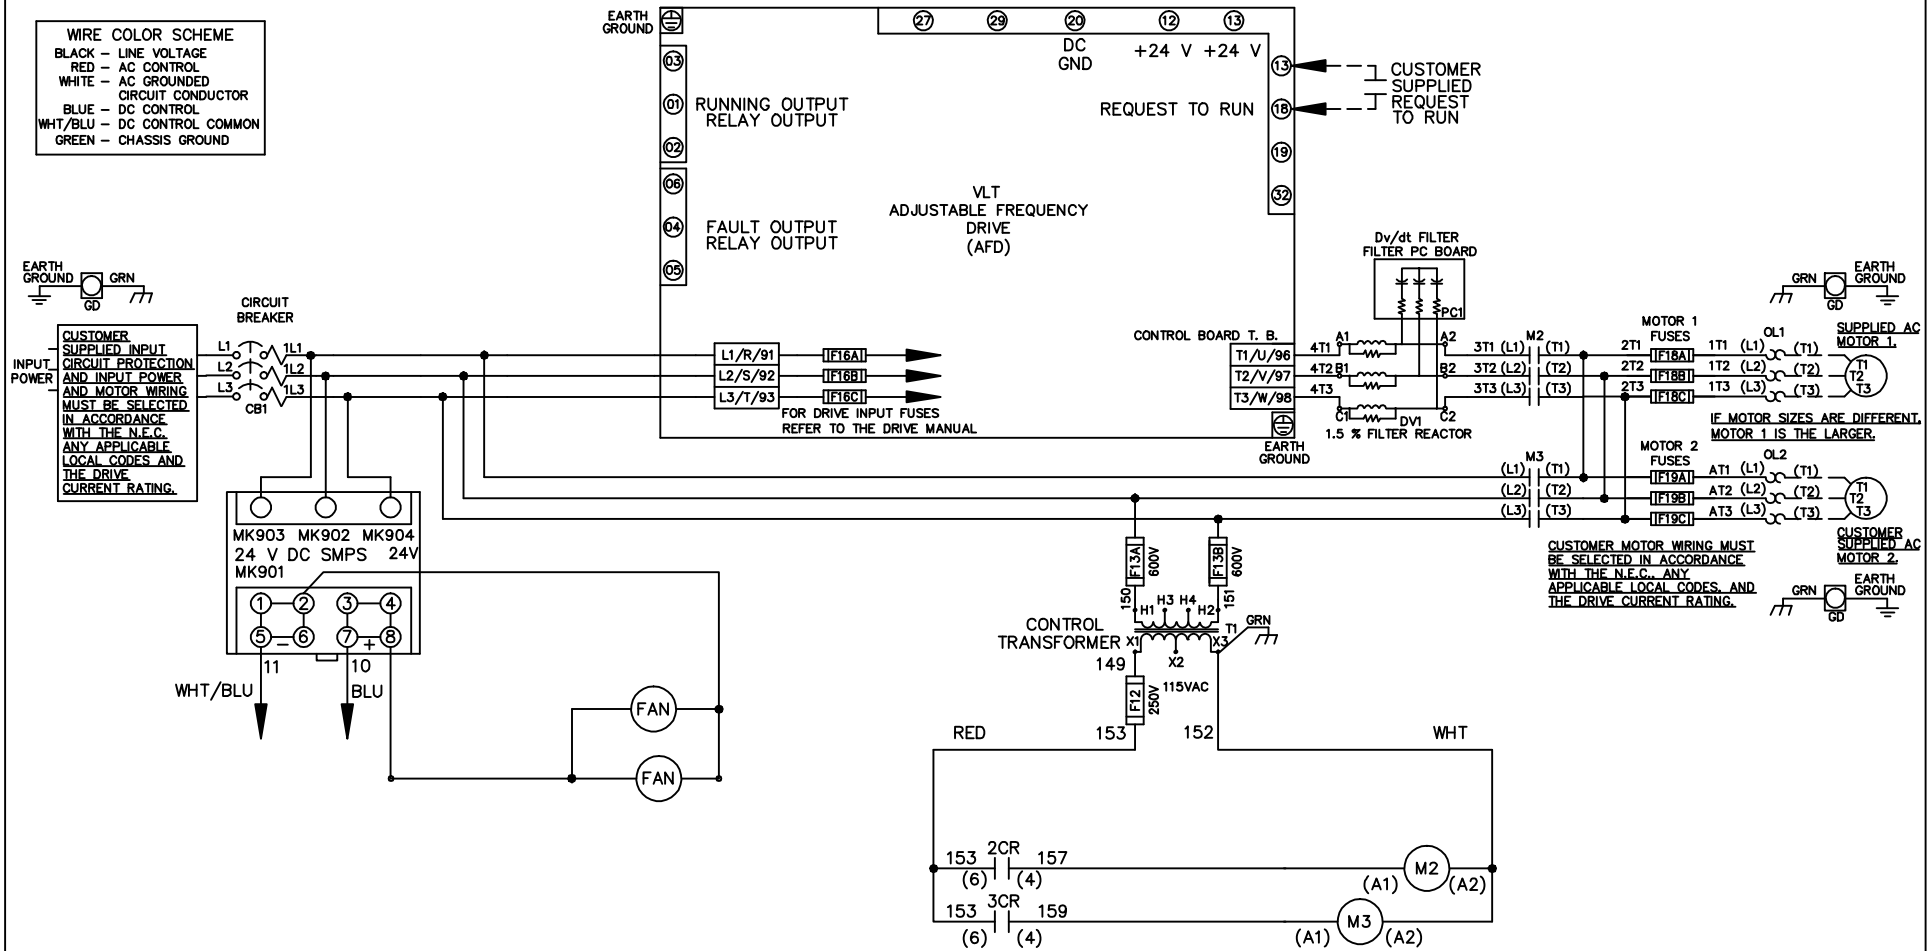 WIRE COLOR SCHEME
BLACK – LINE VOLTAGE
RED – AC CONTROL
WHITE – AC GROUNDED
CIRCUIT CONDUCTOR
BLUE – DC CONTROL
WHT/BLU – DC CONTROL COMMON
GREEN – CHASSIS GROUND
EARTH
GROUND
27 29 20 12 13
DC
GND
+24 V +24 V
03
01
02
RUNNING OUTPUT
RELAY OUTPUT
06
04
05
FAULT OUTPUT
RELAY OUTPUT
REQUEST TO RUN
13
18
19
32
CUSTOMER
SUPPLIED
REQUEST
TO RUN
VLT
ADJUSTABLE FREQUENCY
DRIVE
(AFD)
EARTH
GROUND
GRN
GD
CIRCUIT
BREAKER
INPUT
POWER
CUSTOMER
SUPPLIED INPUT
CIRCUIT PROTECTION
AND INPUT POWER
AND MOTOR WIRING
MUST BE SELECTED
IN ACCORDANCE
WITH THE N.E.C.
ANY APPLICABLE
LOCAL CODES AND
THE DRIVE
CURRENT RATING.
L1 1L1
L2 1L2
L3 1L3
CB1
L1/R/91 F16A
L2/S/92 F16B
L3/T/93 F16C
FOR DRIVE INPUT FUSES
REFER TO THE DRIVE MANUAL
CONTROL BOARD T. B.
T1/U/96
T2/V/97
T3/W/98
EARTH
GROUND
Dv/dt FILTER
FILTER PC BOARD
PC1
4T1 A1 A2
4T2 B1 B2
4T3 C1 C2
DV1
1.5 % FILTER REACTOR
M2
3T1 (L1) (T1)
3T2 (L2) (T2)
3T3 (L3) (T3)
MOTOR 1
FUSES
2T1 F18A 1T1 (L1) (T1)
2T2 F18B 1T2 (L2) (T2)
2T3 F18C 1T3 (L3) (T3)
OL1
GRN
GD
EARTH
GROUND
SUPPLIED AC
MOTOR 1.
T1
T2
T3
IF MOTOR SIZES ARE DIFFERENT,
MOTOR 1 IS THE LARGER.
M3
(L1) (T1)
(L2) (T2)
(L3) (T3)
MOTOR 2
FUSES
F19A AT1 (L1) (T1)
F19B AT2 (L2) (T2)
F19C AT3 (L3) (T3)
OL2
T1
T2
T3
CUSTOMER
SUPPLIED AC
MOTOR 2.
CUSTOMER MOTOR WIRING MUST
BE SELECTED IN ACCORDANCE
WITH THE N.E.C., ANY
APPLICABLE LOCAL CODES, AND
THE DRIVE CURRENT RATING.
GRN
GD
EARTH
GROUND
MK903 MK902 MK904
24 V DC SMPS 24V
MK901
1 2 3 4
5 – 6 7 + 8
11 10
WHT/BLU BLU
FAN
FAN
F13A
600V
F13B
600V
150 H1 H3 H4 H2 151
CONTROL
TRANSFORMER
T1
GRN
X1 X2 X3
149
115VAC
F12
250V
153 152
RED WHT
153 2CR 157
(6) (4)
M2
(A1) (A2)
153 3CR 159
(6) (4)
M3
(A1) (A2)